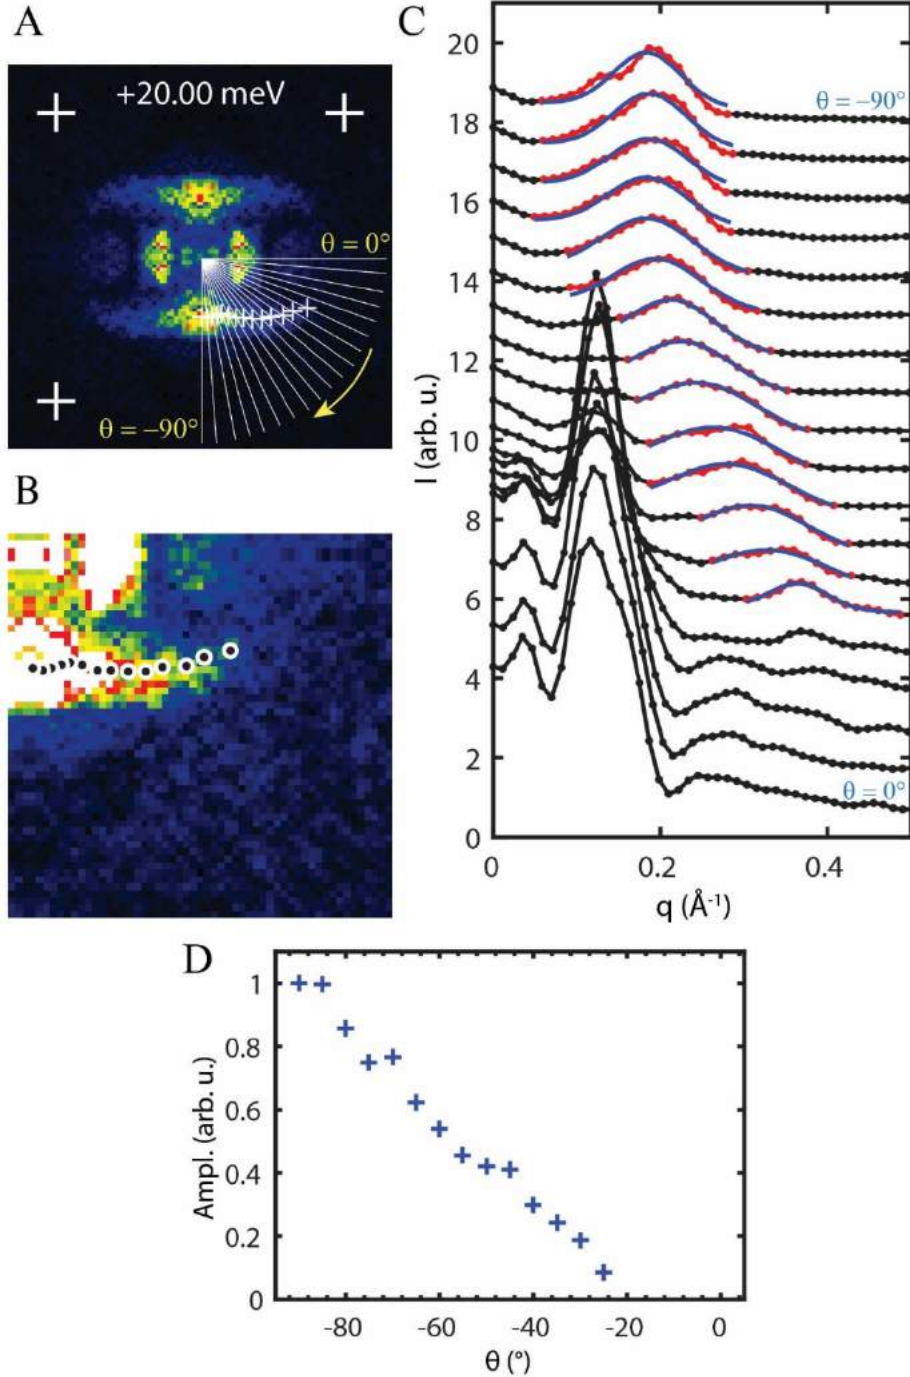 A
+20.00 meV
θ = 0°
θ = −90°
B
C
20
18
16
14
12
10
8
6
4
2
0
I (arb. u.)
θ = −90°
θ = 0°
0
0.2
0.4
q (Å⁻¹)
D
1
0.8
0.6
0.4
0.2
0
Ampl. (arb. u.)
-80
-60
-40
-20
0
θ (°)